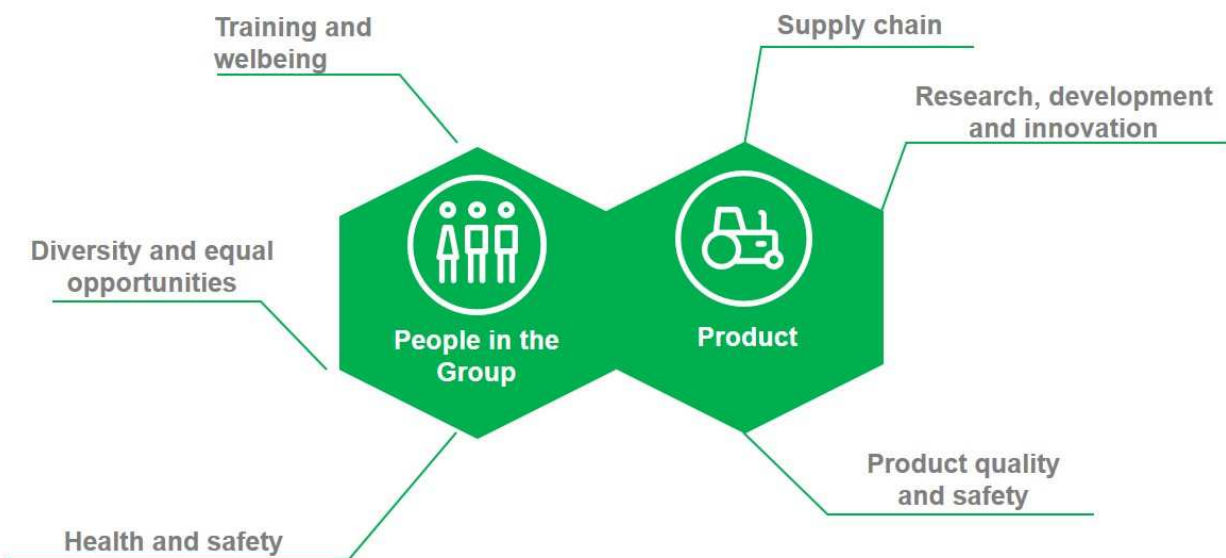 Training and
welbeing
Supply chain
Research, development
and innovation
Diversity and equal
opportunities
People in the
Group
Product
Product quality
and safety
Health and safety